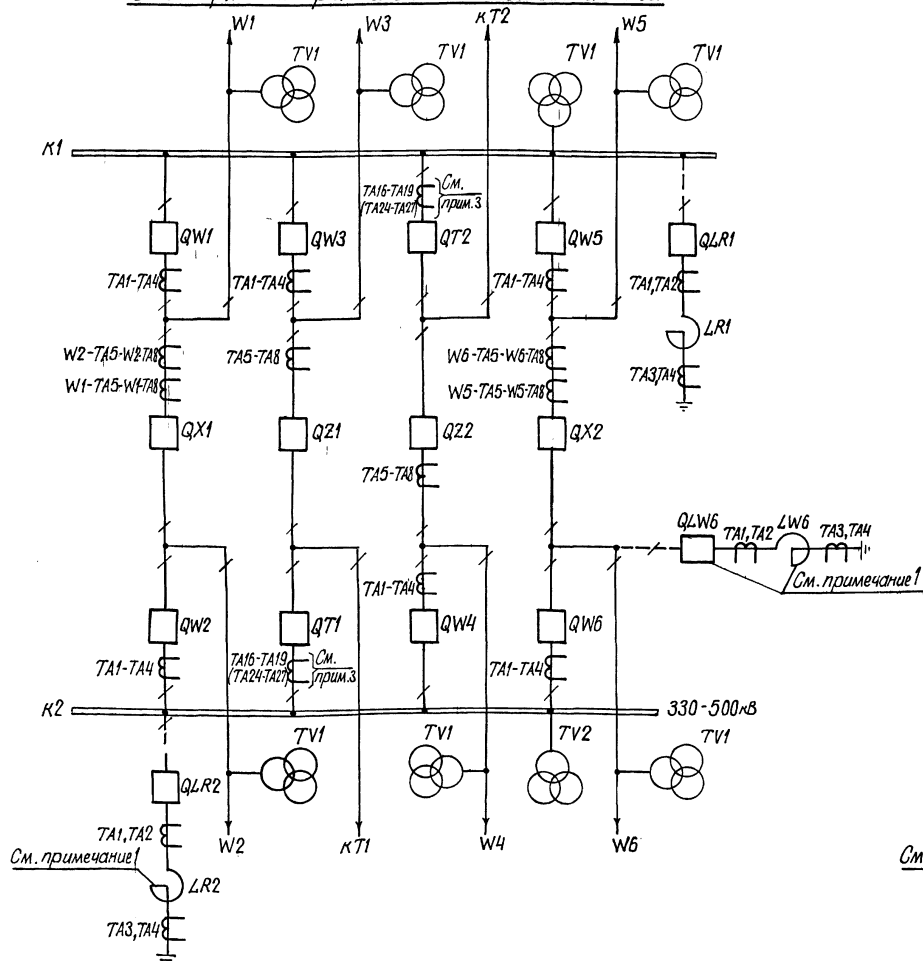 W1
W3
кТ2
W5
TV1
TV1
TV1
TV1
К1
TA16-TA19
(TA24-TA27)
См.
прим.3
QW1
QW3
QT2
QW5
QLR1
TA1-TA4
TA1-TA4
TA1-TA4
TA1,TA2
LR1
W2-TA5-W2-TA8
TA5-TA8
W6-TA5-W6-TA8
TA3,TA4
W1-TA5-W1-TA8
W5-TA5-W5-TA8
QX1
QZ1
QZ2
QX2
TA5-TA8
QLW6
TA1,TA2
LW6
TA3,TA4
См. примечание 1
TA1-TA4
QW2
QT1
QW4
QW6
TA1-TA4
TA16-TA19
(TA24-TA27)
См.
прим.3
TA1-TA4
К2
330-500кВ
TV1
TV1
TV2
TV1
QLR2
TA1,TA2
W2
кТ1
W4
W6
См. примечание 1
LR2
TA3,TA4
См